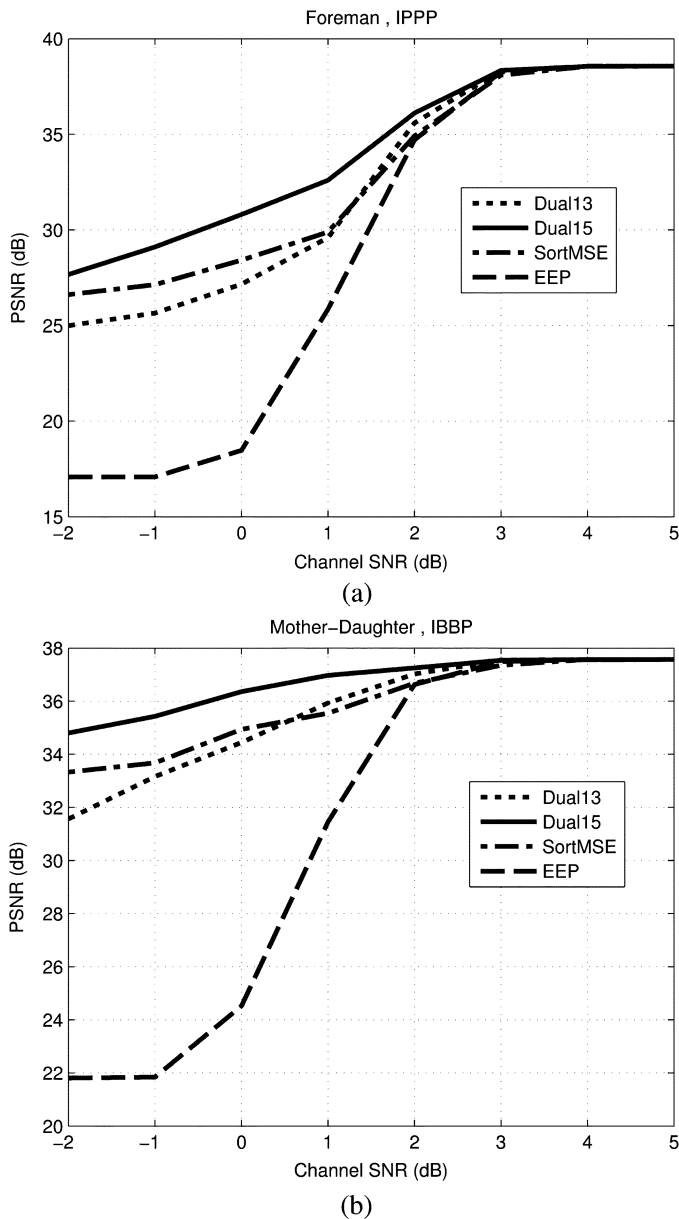 Foreman , IPPP
40
35
30
25
20
15
PSNR (dB)
Dual13
Dual15
SortMSE
EEP
−2 −1 0 1 2 3 4 5
Channel SNR (dB)
(a)
Mother−Daughter , IBBP
38
36
34
32
30
28
26
24
22
20
PSNR (dB)
Dual13
Dual15
SortMSE
EEP
−2 −1 0 1 2 3 4 5
Channel SNR (dB)
(b)